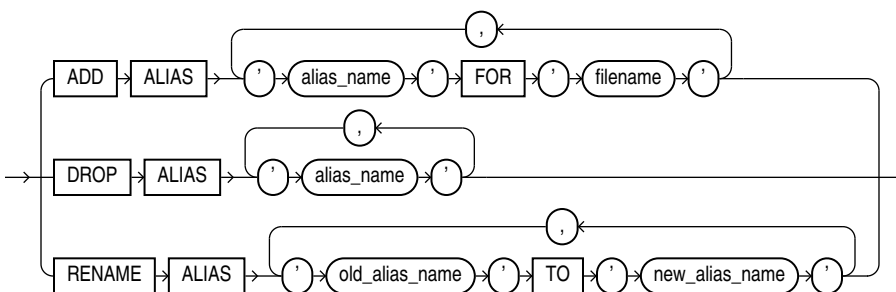 ,
ADD ALIAS ' alias_name ' FOR ' filename '
,
DROP ALIAS ' alias_name '
,
RENAME ALIAS ' old_alias_name ' TO ' new_alias_name '